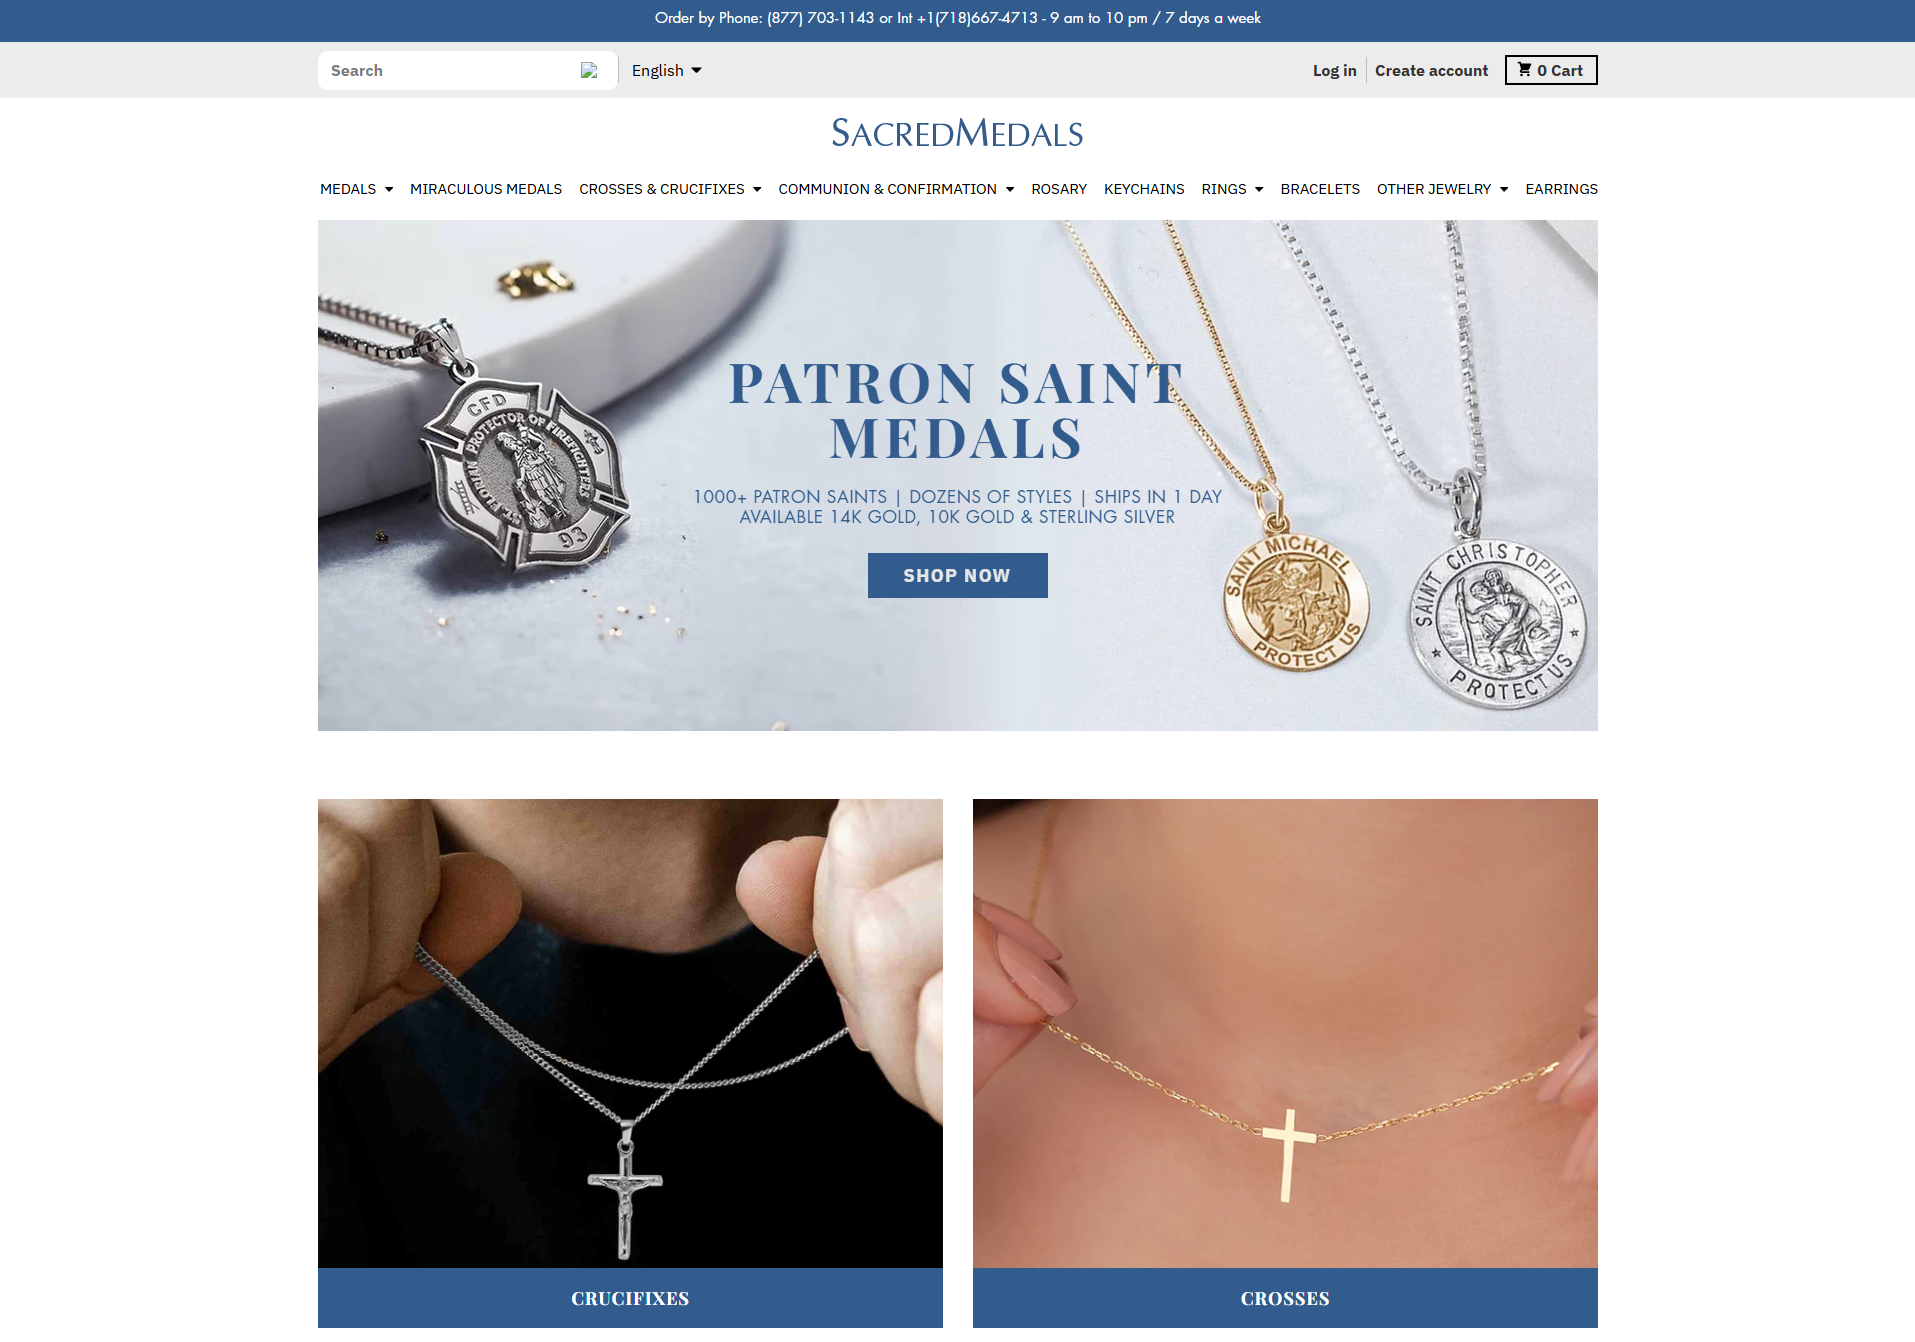 Order by Phone: (877) 703-1143 or Int +1(718)667-4713 - 9 am to 10 pm / 7 days a week
Search
English
Log in
Create account
0 Cart
SACREDMEDALS
MEDALS
MIRACULOUS MEDALS
CROSSES & CRUCIFIXES
COMMUNION & CONFIRMATION
ROSARY
KEYCHAINS
RINGS
BRACELETS
OTHER JEWELRY
EARRINGS
CFD
ST. FLORIAN PROTECTOR OF FIREFIGHTERS
93
PATRON SAINT
MEDALS
1000+ PATRON SAINTS | DOZENS OF STYLES | SHIPS IN 1 DAY
AVAILABLE 14K GOLD, 10K GOLD & STERLING SILVER
SHOP NOW
SAINT MICHAEL
PROTECT US
SAINT CHRISTOPHER
PROTECT US
CRUCIFIXES
CROSSES